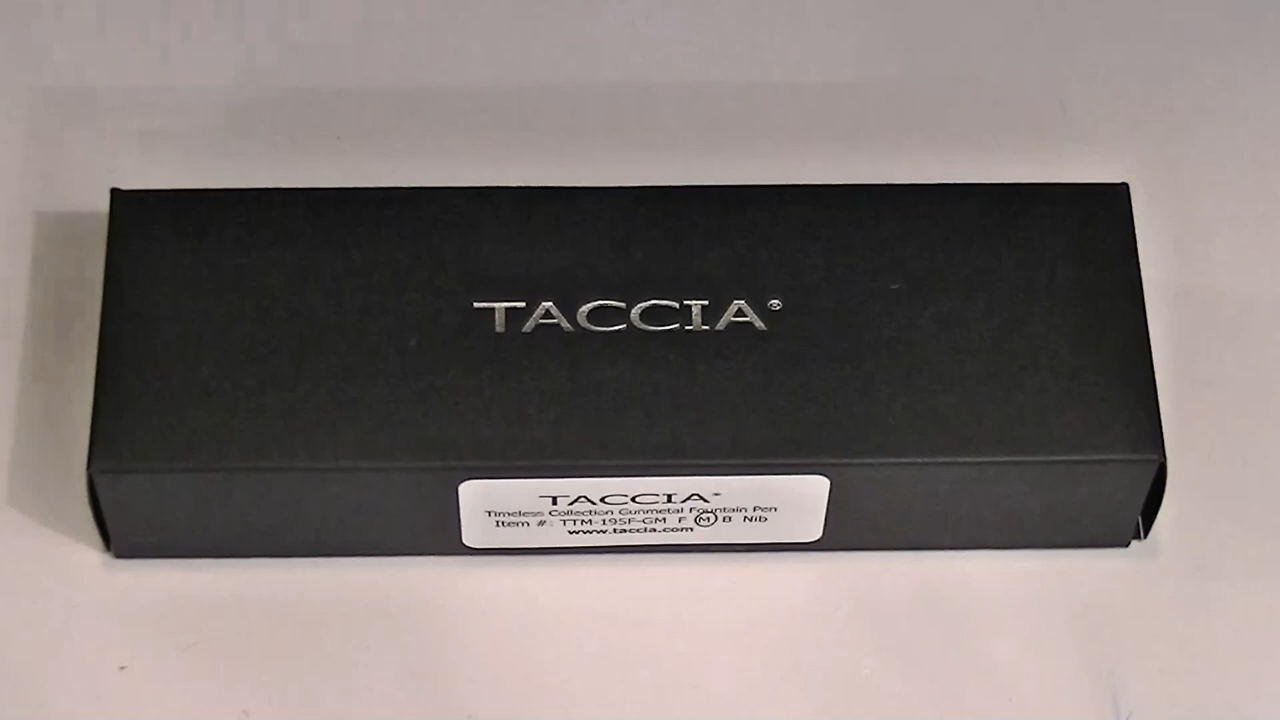 TACCIA®
TACCIA®
Timeless Collection Gunmetal Fountain Pen
Item #: TTM-195F-GM F M B Nib
www.taccia.com